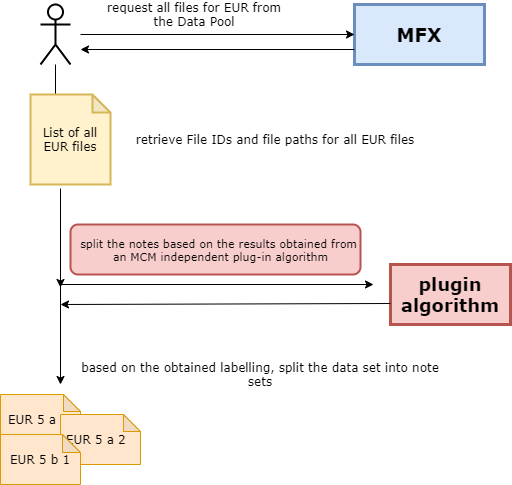 request all files for EUR from
the Data Pool
MFX
List of all
EUR files
retrieve File IDs and file paths for all EUR files
split the notes based on the results obtained from
an MCM independent plug-in algorithm
plugin
algorithm
based on the obtained labelling, split the data set into note
sets
EUR 5 a
EUR 5 a 2
EUR 5 b 1